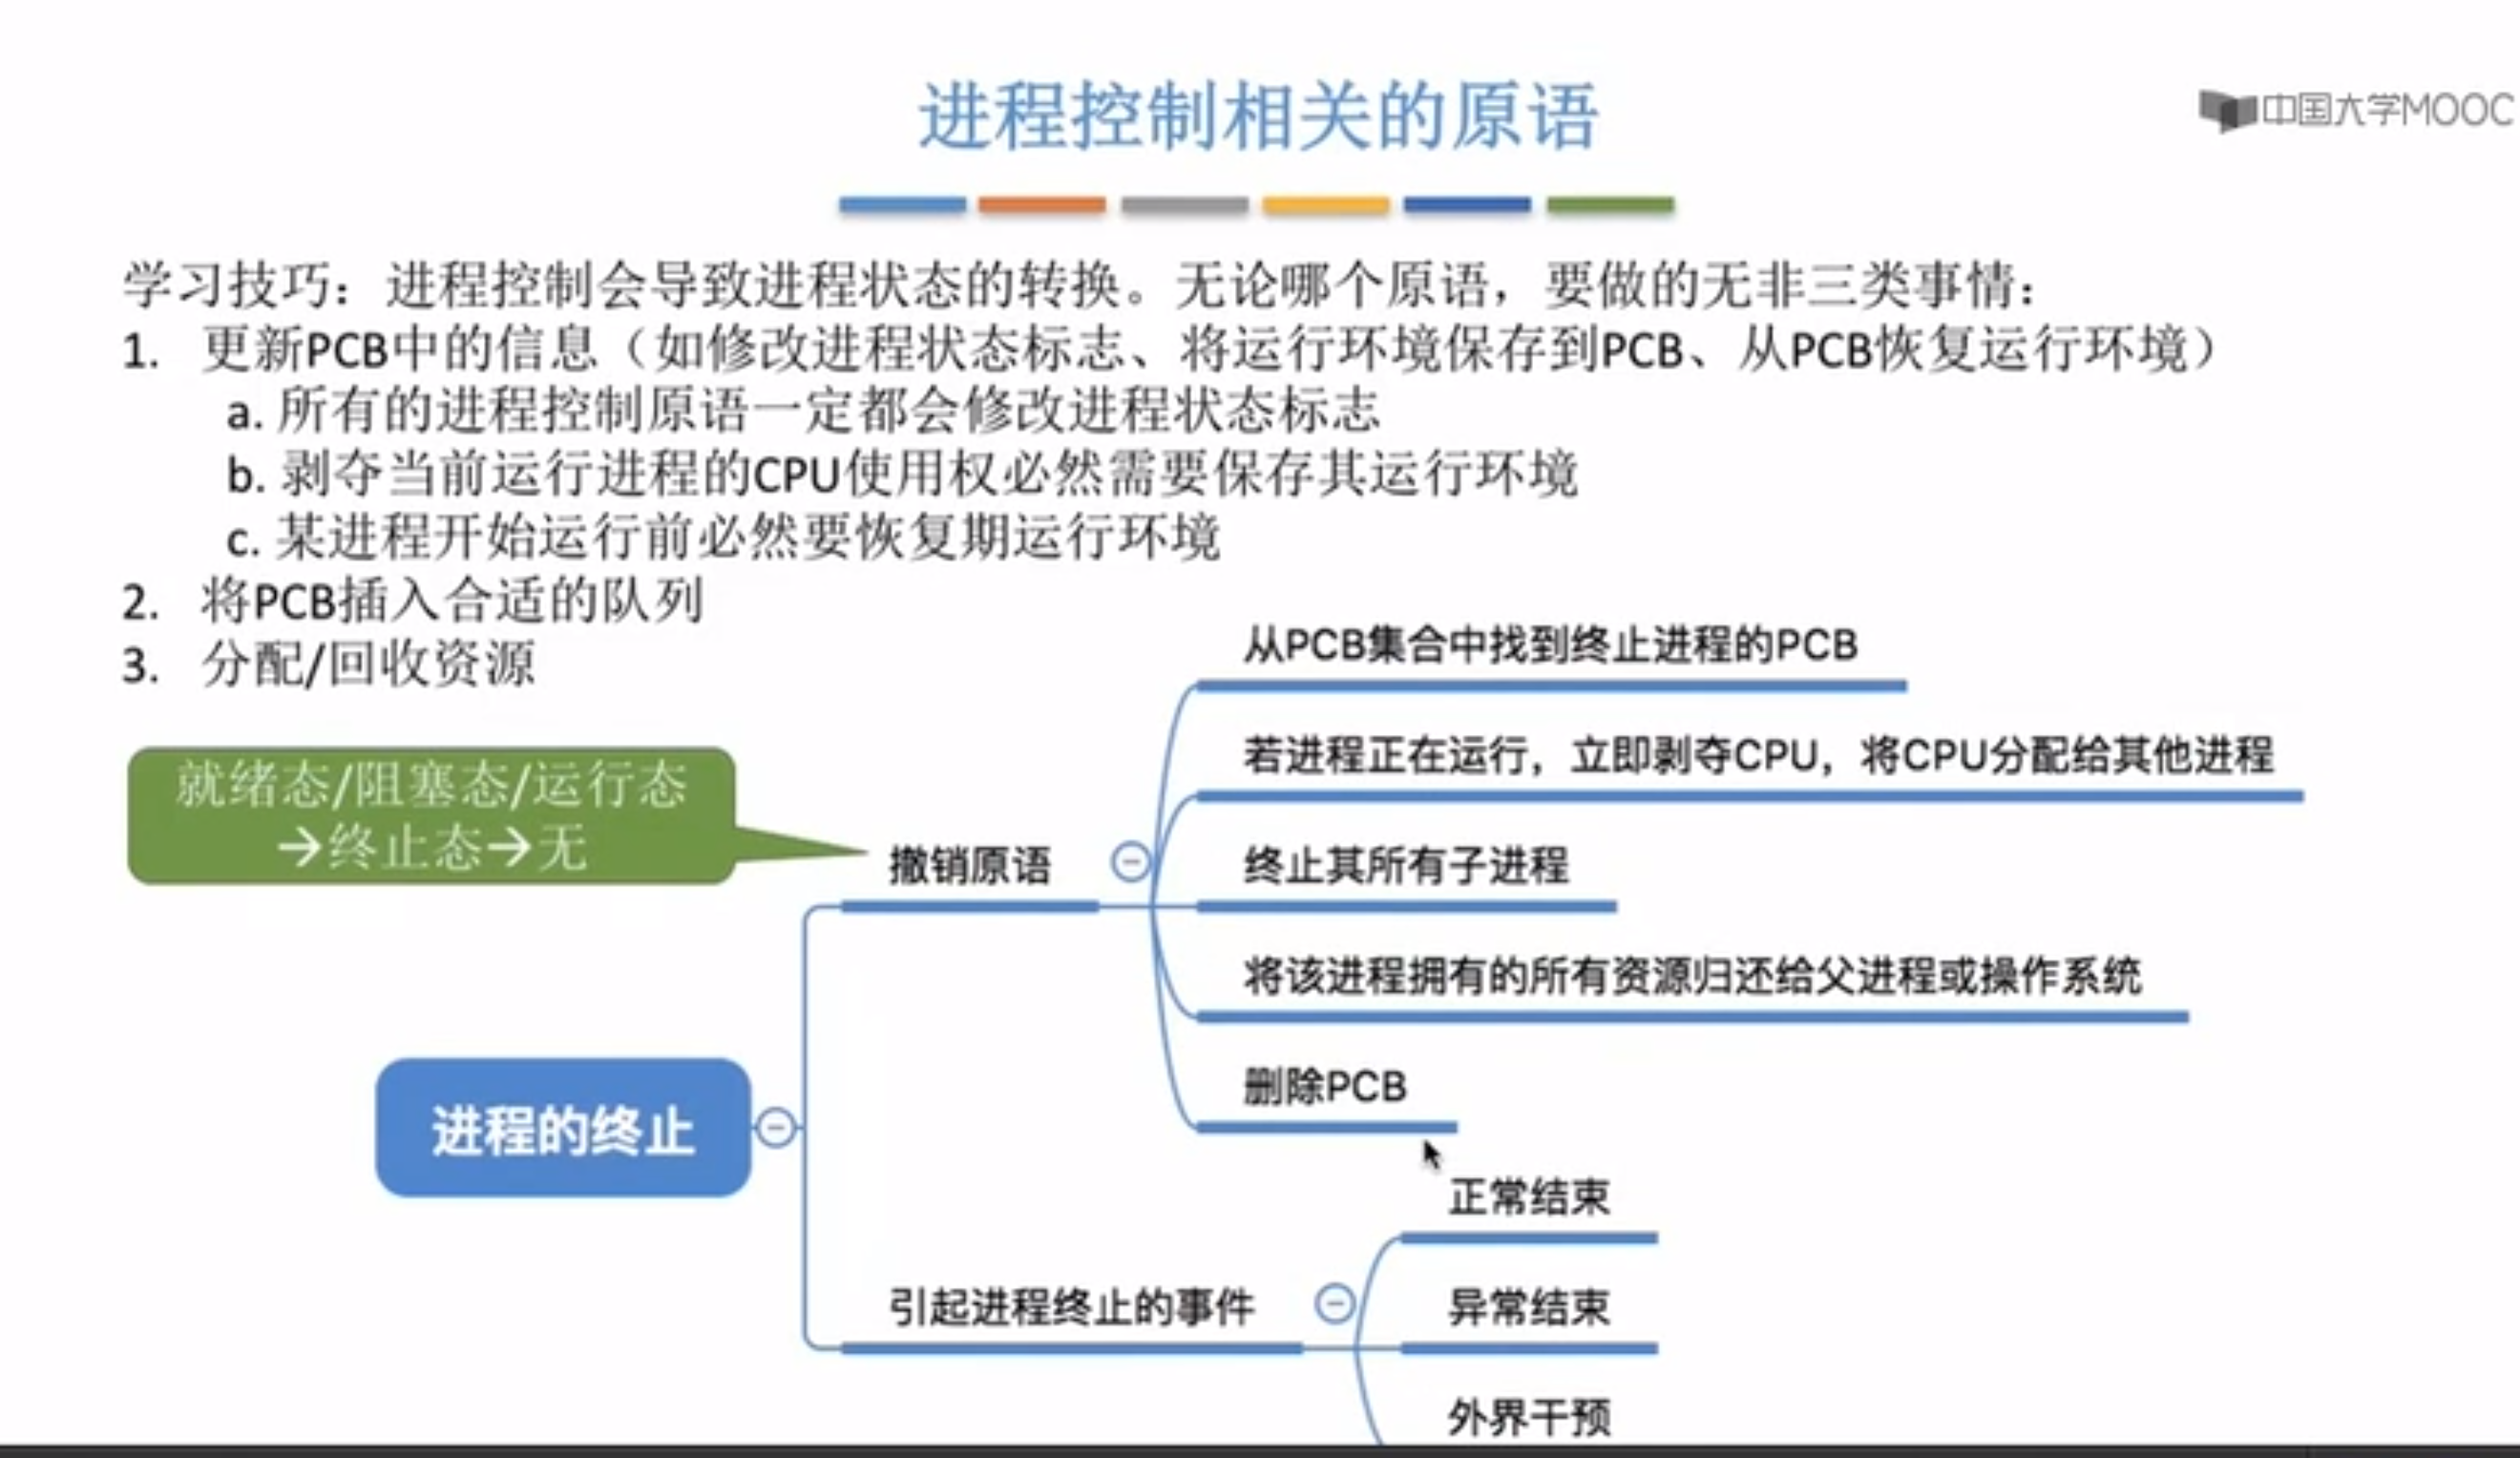 进程控制相关的原语
中国大学MOOC
学习技巧：进程控制会导致进程状态的转换。无论哪个原语，要做的无非三类事情：
1. 更新PCB中的信息（如修改进程状态标志、将运行环境保存到PCB、从PCB恢复运行环境）
a. 所有的进程控制原语一定都会修改进程状态标志
b. 剥夺当前运行进程的CPU使用权必然需要保存其运行环境
c. 某进程开始运行前必然要恢复期运行环境
2. 将PCB插入合适的队列
3. 分配/回收资源
就绪态/阻塞态/运行态
→终止态→无
撤销原语
从PCB集合中找到终止进程的PCB
若进程正在运行，立即剥夺CPU，将CPU分配给其他进程
终止其所有子进程
将该进程拥有的所有资源归还给父进程或操作系统
删除PCB
进程的终止
引起进程终止的事件
正常结束
异常结束
外界干预